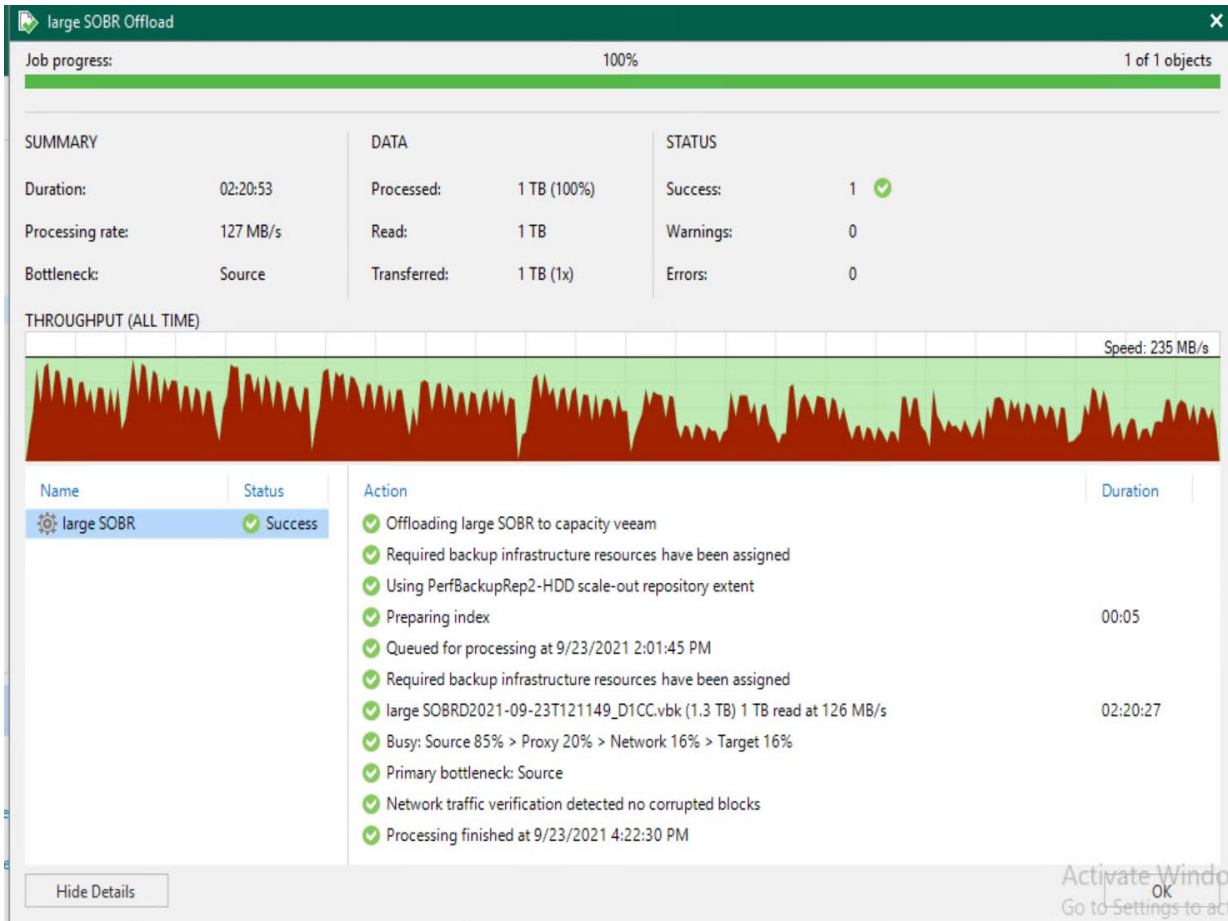 large SOBR Offload
Job progress: 100% 1 of 1 objects
SUMMARY DATA STATUS
Duration: 02:20:53 Processed: 1 TB (100%) Success: 1
Processing rate: 127 MB/s Read: 1 TB Warnings: 0
Bottleneck: Source Transferred: 1 TB (1x) Errors: 0
THROUGHPUT (ALL TIME)
Speed: 235 MB/s
Name Status Action Duration
large SOBR Success Offloading large SOBR to capacity veeam
Required backup infrastructure resources have been assigned
Using PerfBackupRep2-HDD scale-out repository extent
Preparing index 00:05
Queued for processing at 9/23/2021 2:01:45 PM
Required backup infrastructure resources have been assigned
large SOBRD2021-09-23T121149_D1CC.vbk (1.3 TB) 1 TB read at 126 MB/s 02:20:27
Busy: Source 85% > Proxy 20% > Network 16% > Target 16%
Primary bottleneck: Source
Network traffic verification detected no corrupted blocks
Processing finished at 9/23/2021 4:22:30 PM
Activate Windo
Hide Details OK
Go to Settings to ac